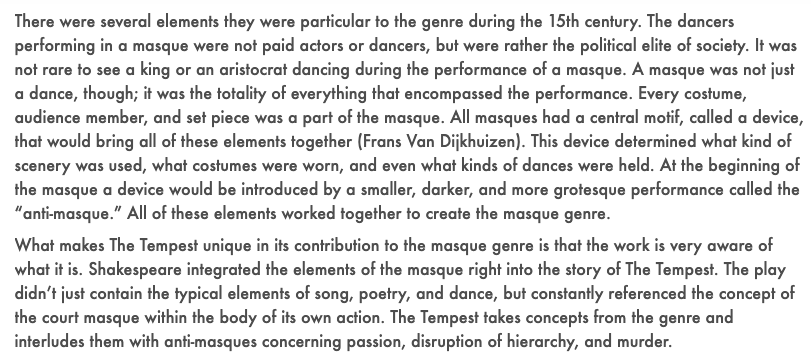 There were several elements they were particular to the genre during the 15th century. The dancers
performing in a masque were not paid actors or dancers, but were rather the political elite of society. It was
not rare to see a king or an aristocrat dancing during the performance of a masque. A masque was not just
a dance, though; it was the totality of everything that encompassed the performance. Every costume,
audience member, and set piece was a part of the masque. All masques had a central motif, called a device,
that would bring all of these elements together (Frans Van Dijkhuizen). This device determined what kind of
scenery was used, what costumes were worn, and even what kinds of dances were held. At the beginning of
the masque a device would be introduced by a smaller, darker, and more grotesque performance called the
“anti-masque.” All of these elements worked together to create the masque genre.
What makes The Tempest unique in its contribution to the masque genre is that the work is very aware of
what it is. Shakespeare integrated the elements of the masque right into the story of The Tempest. The play
didn’t just contain the typical elements of song, poetry, and dance, but constantly referenced the concept of
the court masque within the body of its own action. The Tempest takes concepts from the genre and
interludes them with anti-masques concerning passion, disruption of hierarchy, and murder.